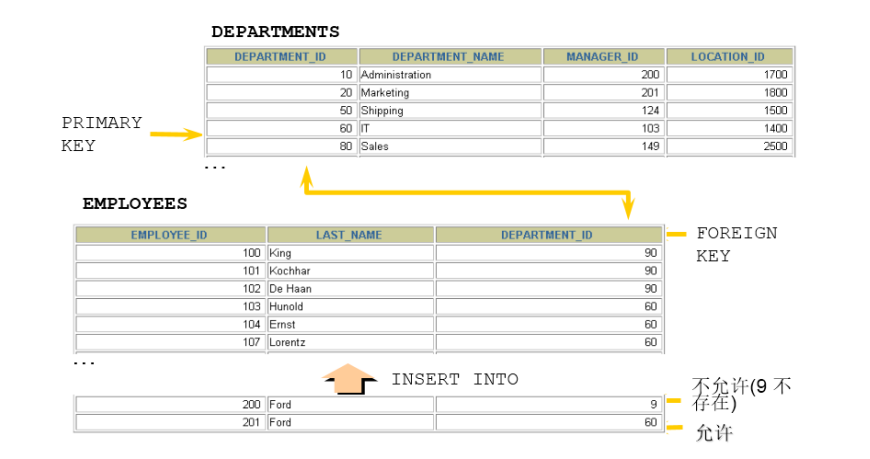 DEPARTMENTS
DEPARTMENT_ID DEPARTMENT_NAME MANAGER_ID LOCATION_ID
10 Administration 200 1700
20 Marketing 201 1800
50 Shipping 124 1500
60 IT 103 1400
80 Sales 149 2500
...
PRIMARY
KEY
EMPLOYEES
EMPLOYEE_ID LAST_NAME DEPARTMENT_ID
100 King 90
101 Kochhar 90
102 De Haan 90
103 Hunold 60
104 Ernst 60
107 Lorentz 60
...
FOREIGN
KEY
INSERT INTO
200 Ford 9
201 Ford 60
不允许(9 不
存在)
允许